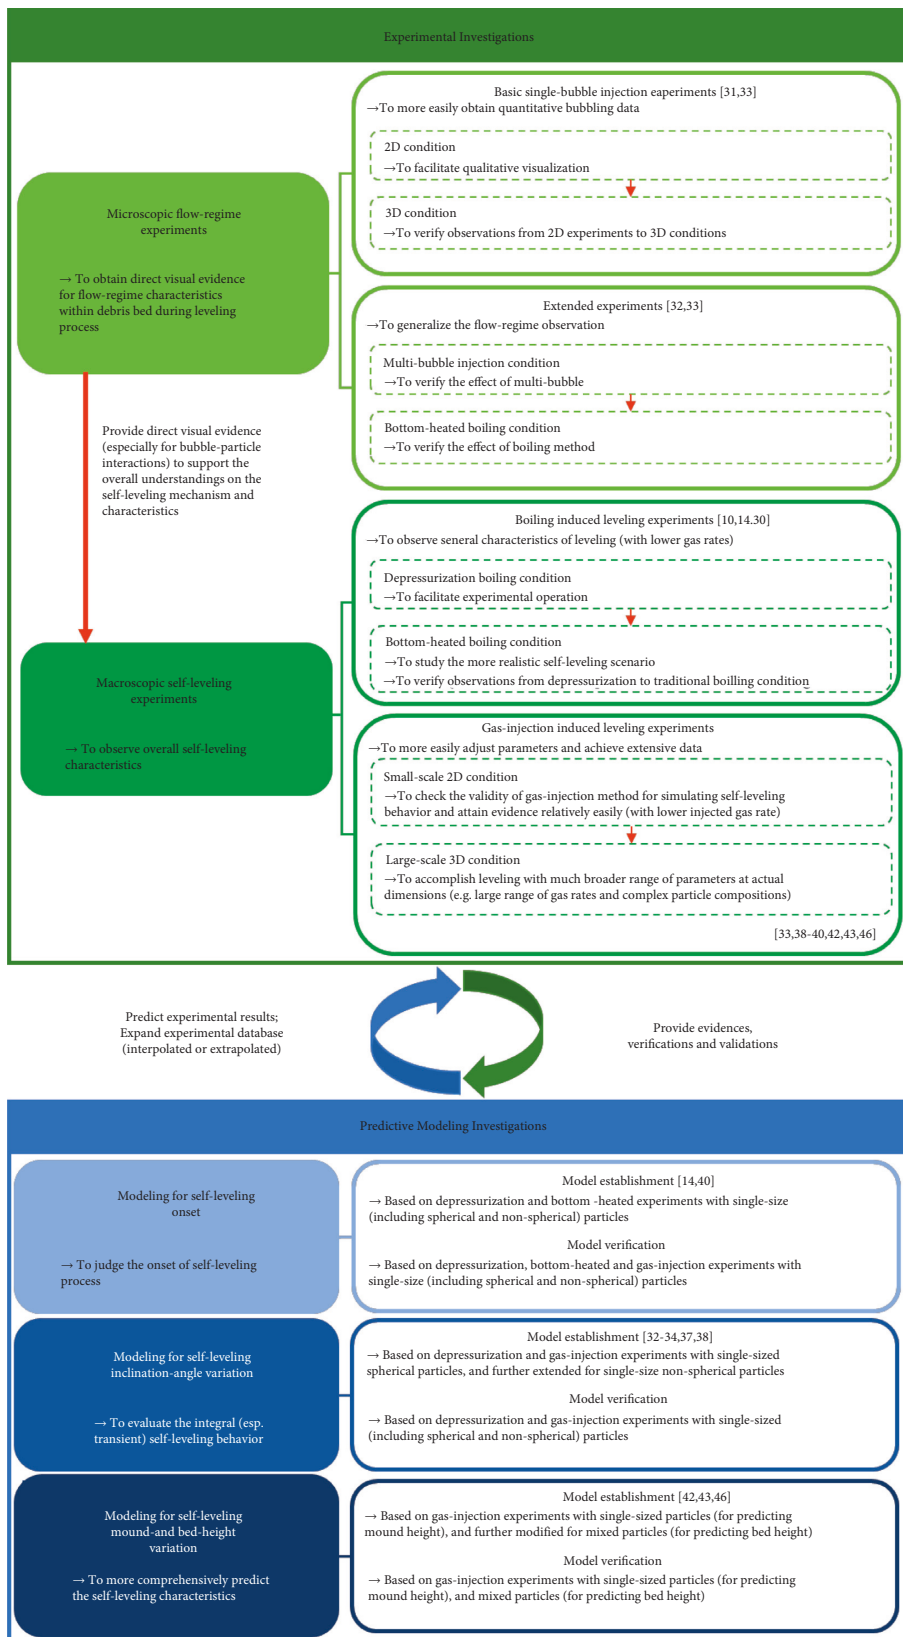 Experimental Investigations
Microscopic flow-regime
experiments
→ To obtain direct visual evidence
for flow-regime characteristics
within debris bed during leveling
process
Basic single-bubble injection eaperiments [31,33]
→To more easily obtain quantitative bubbling data
2D condition
→To facilitate qualitative visualization
3D condition
→To verify observations from 2D experiments to 3D conditions
Extended experiments [32,33]
→To generalize the flow-regime observation
Multi-bubble injection condition
→To verify the effect of multi-bubble
Bottom-heated boiling condition
→To verify the effect of boiling method
Provide direct visual evidence
(especially for bubble-particle
interactions) to support the
overall understandings on the
self-leveling mechanism and
characteristics
Macroscopic self-leveling
experiments
→ To observe overall self-leveling
characteristics
Boiling induced leveling experiments [10,14.30]
→To observe seneral characteristics of leveling (with lower gas rates)
Depressurization boiling condition
→To facilitate experimental operation
Bottom-heated boiling condition
→To study the more realistic self-leveling scenario
→To verify observations from depressurization to traditional boilling condition
Gas-injection induced leveling experiments
→To more easily adjust parameters and achieve extensive data
Small-scale 2D condition
→To check the validity of gas-injection method for simulating self-leveling
behavior and attain evidence relatively easily (with lower injected gas rate)
Large-scale 3D condition
→To accomplish leveling with much broader range of parameters at actual
dimensions (e.g. large range of gas rates and complex particle compositions)
[33,38-40,42,43,46]
Predict experimental results;
Expand experimental database
(interpolated or extrapolated)
Provide evidences,
verifications and validations
Predictive Modeling Investigations
Modeling for self-leveling
onset
→ To judge the onset of self-leveling
process
Model establishment [14,40]
→ Based on depressurization and bottom -heated experiments with single-size
(including spherical and non-spherical) particles
Model verification
→ Based on depressurization, bottom-heated and gas-injection experiments with
single-size (including spherical and non-spherical) particles
Modeling for self-leveling
inclination-angle variation
→ To evaluate the integral (esp.
transient) self-leveling behavior
Model establishment [32-34,37,38]
→ Based on depressurization and gas-injection experiments with single-sized
spherical particles, and further extended for single-size non-spherical particles
Model verification
→ Based on depressurization and gas-injection experiments with single-sized
(including spherical and non-spherical) particles
Modeling for self-leveling
mound-and bed-height
variation
→ To more comprehensively predict
the self-leveling characteristics
Model establishment [42,43,46]
→ Based on gas-injection experiments with single-sized particles (for predicting
mound height), and further modified for mixed particles (for predicting bed height)
Model verification
→ Based on gas-injection experiments with single-sized particles (for predicting
mound height), and mixed particles (for predicting bed height)